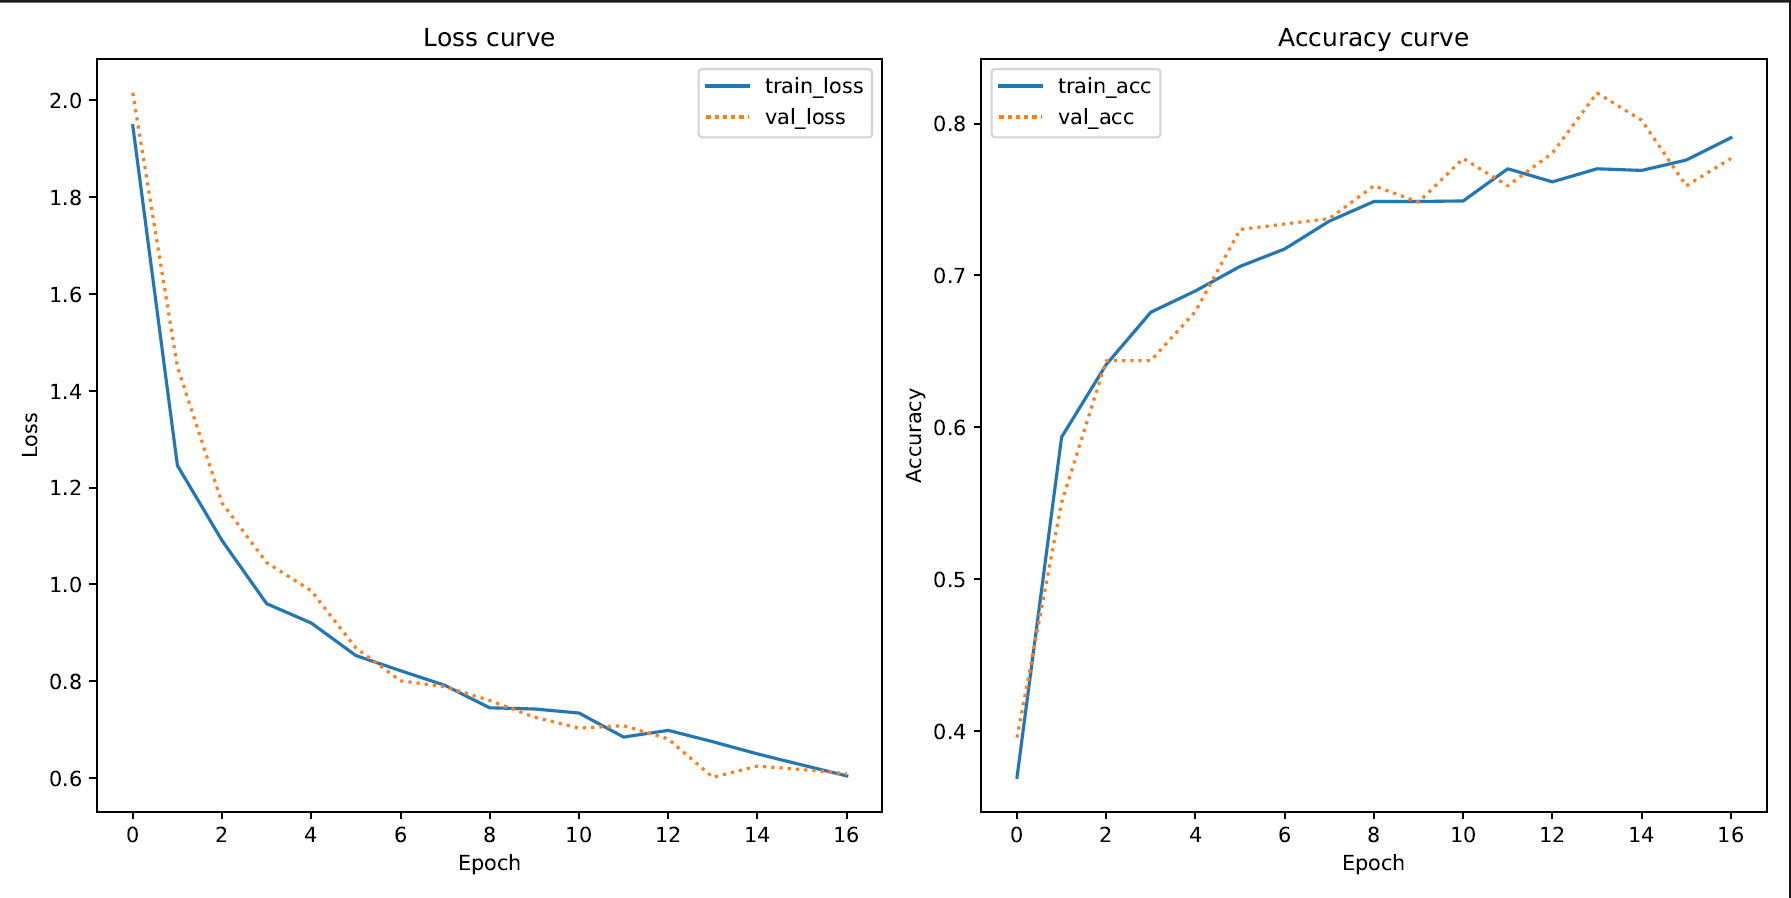 Loss curve
2.0
1.8
1.6
1.4
1.2
1.0
0.8
0.6
Loss
train_loss
val_loss
0 2 4 6 8 10 12 14 16
Epoch
Accuracy curve
0.8
0.7
0.6
0.5
0.4
Accuracy
train_acc
val_acc
0 2 4 6 8 10 12 14 16
Epoch